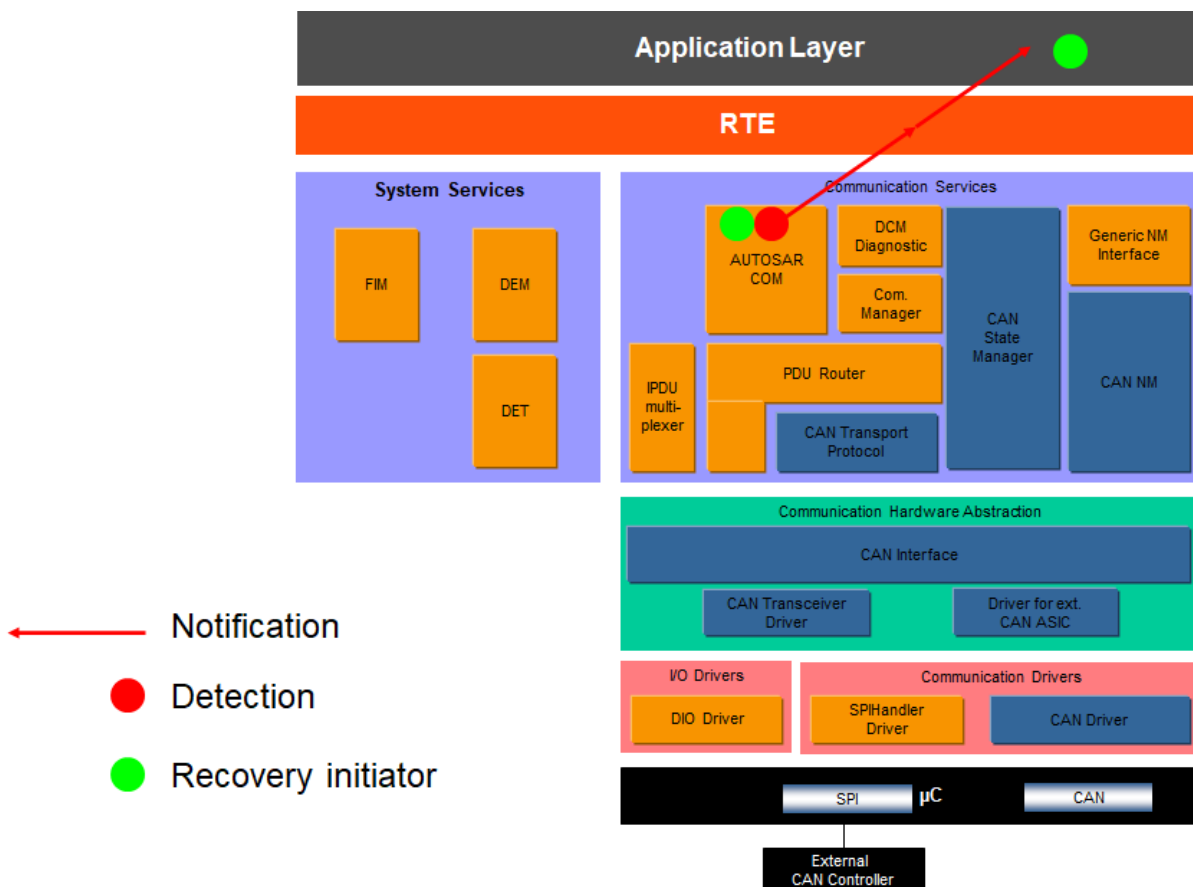 Application Layer
RTE
System Services
FIM
DEM
DET
Communication Services
AUTOSAR
COM
DCM
Diagnostic
Com.
Manager
CAN
State
Manager
Generic NM
Interface
CAN NM
IPDU
multi-
plexer
PDU Router
CAN Transport
Protocol
Communication Hardware Abstraction
CAN Interface
CAN Transceiver
Driver
Driver for ext.
CAN ASIC
I/O Drivers
DIO Driver
Communication Drivers
SPIHandler
Driver
CAN Driver
SPI
µC
CAN
External
CAN Controller
Notification
Detection
Recovery initiator